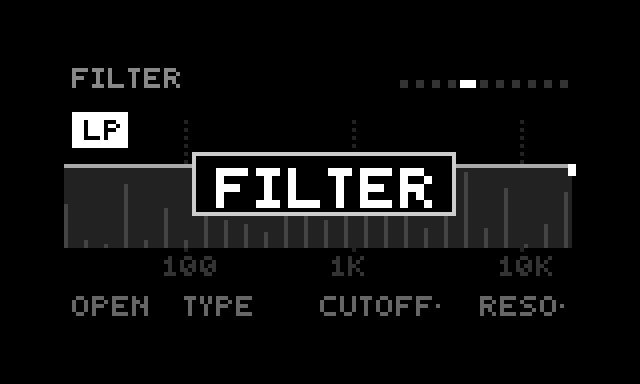 FILTER
LP
FILTER
100 1K 10K
OPEN TYPE CUTOFF· RESO·